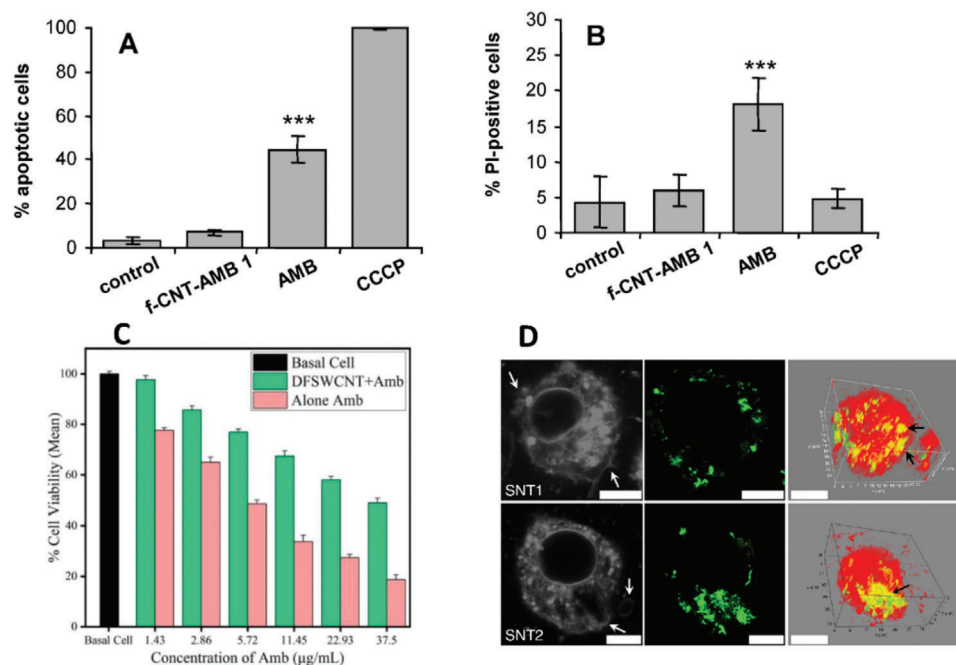 A
% apoptotic cells
100
80
60
40
20
0
***
control
f-CNT-AMB 1
AMB
CCCP
B
% PI-positive cells
30
25
20
15
10
5
0
***
control
f-CNT-AMB 1
AMB
CCCP
C
% Cell Viability (Mean)
100
80
60
40
20
0
Basal Cell
DFSWCNT+Amb
Alone Amb
Basal Cell 1.43 2.86 5.72 11.45 22.93 37.5
Concentration of Amb (µg/mL)
D
SNT1
SNT2